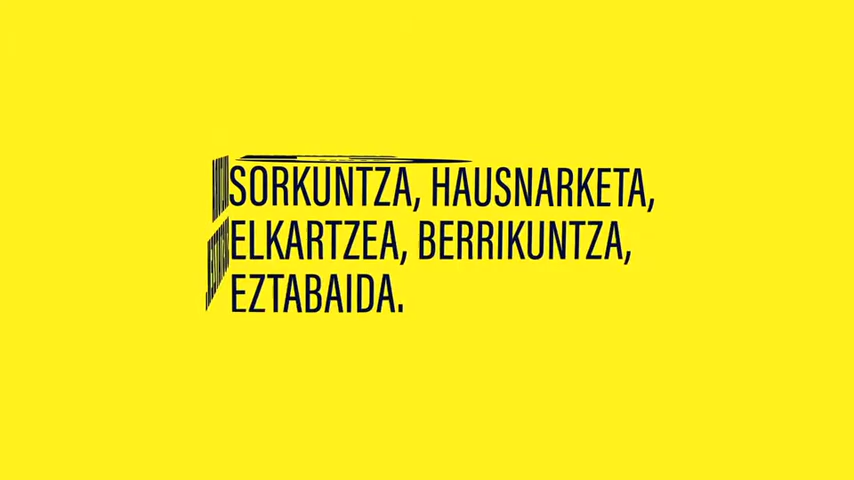 SORKUNTZA, HAUSNARKETA,
ELKARTZEA, BERRIKUNTZA,
EZTABAIDA.